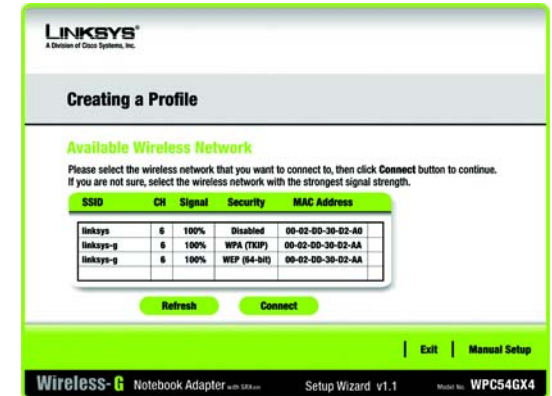 LINKSYS®
A Division of Cisco Systems, Inc.
Creating a Profile
Available Wireless Network
Please select the wireless network that you want to connect to, then click Connect button to continue.
If you are not sure, select the wireless network with the strongest signal strength.
SSID CH Signal Security MAC Address
linksys 6 100% Disabled 00-02-DD-30-D2-A0
linksys-g 6 100% WPA (TKIP) 00-02-DD-30-D2-AA
linksys-g 6 100% WEP (64-bit) 00-02-DD-30-D2-AA
Refresh Connect
Exit Manual Setup
Wireless-G Notebook Adapter with SRX400 Setup Wizard v1.1 Model No. WPC54GX4